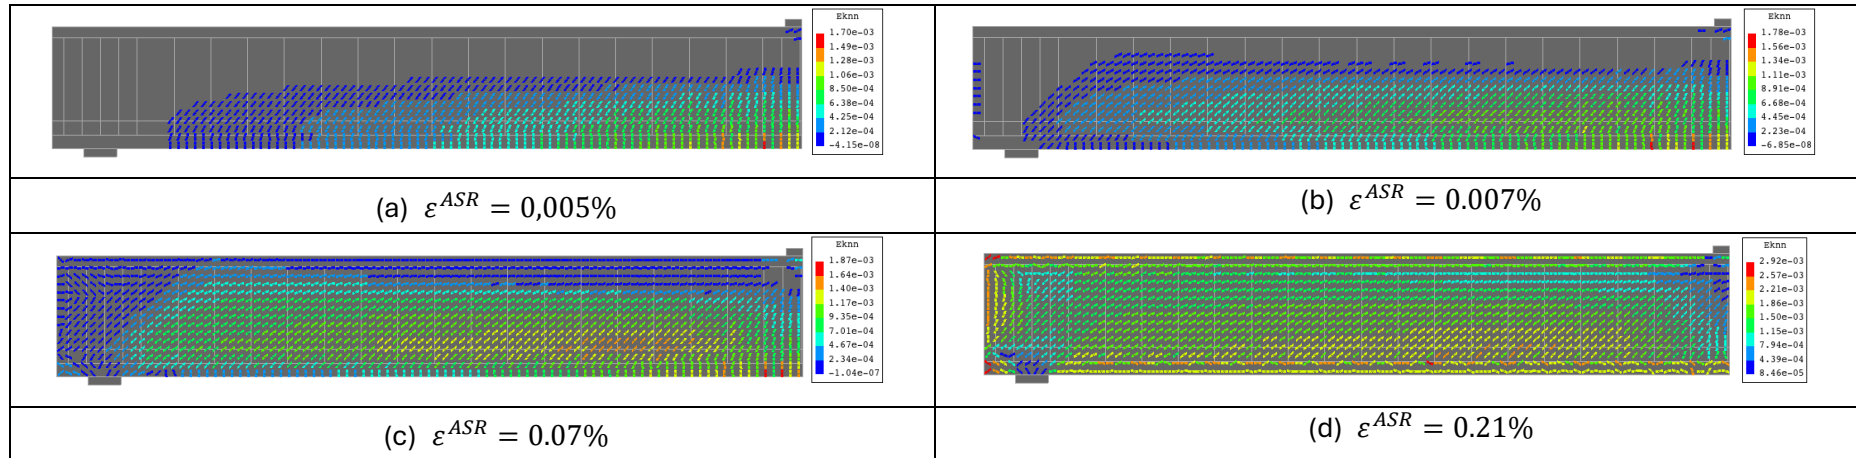 Eknn
1.70e-03
1.49e-03
1.28e-03
1.06e-03
8.50e-04
6.38e-04
4.25e-04
2.12e-04
-4.15e-08
Eknn
1.78e-03
1.56e-03
1.34e-03
1.11e-03
8.91e-04
6.68e-04
4.45e-04
2.23e-04
-6.85e-08
(a) ε^ASR = 0,005%
(b) ε^ASR = 0.007%
Eknn
1.87e-03
1.64e-03
1.40e-03
1.17e-03
9.35e-04
7.01e-04
4.67e-04
2.34e-04
-1.04e-07
Eknn
2.92e-03
2.57e-03
2.21e-03
1.86e-03
1.50e-03
1.15e-03
7.94e-04
4.39e-04
8.46e-05
(c) ε^ASR = 0.07%
(d) ε^ASR = 0.21%